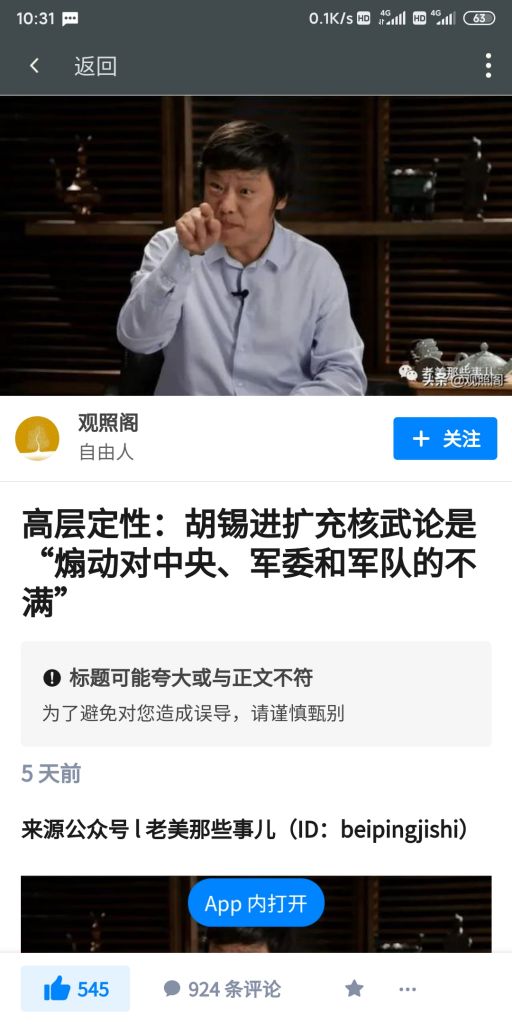 10:31
0.1K/s HD 4G HD 4G 63
返回
老美那些事儿
头条 @观照阁
观照阁
自由人
+ 关注
高层定性：胡锡进扩充核武论是
“煽动对中央、军委和军队的不
满”
标题可能夸大或与正文不符
为了避免对您造成误导，请谨慎甄别
5 天前
来源公众号 l 老美那些事儿（ID：beipingjishi）
App 内打开
545
924 条评论